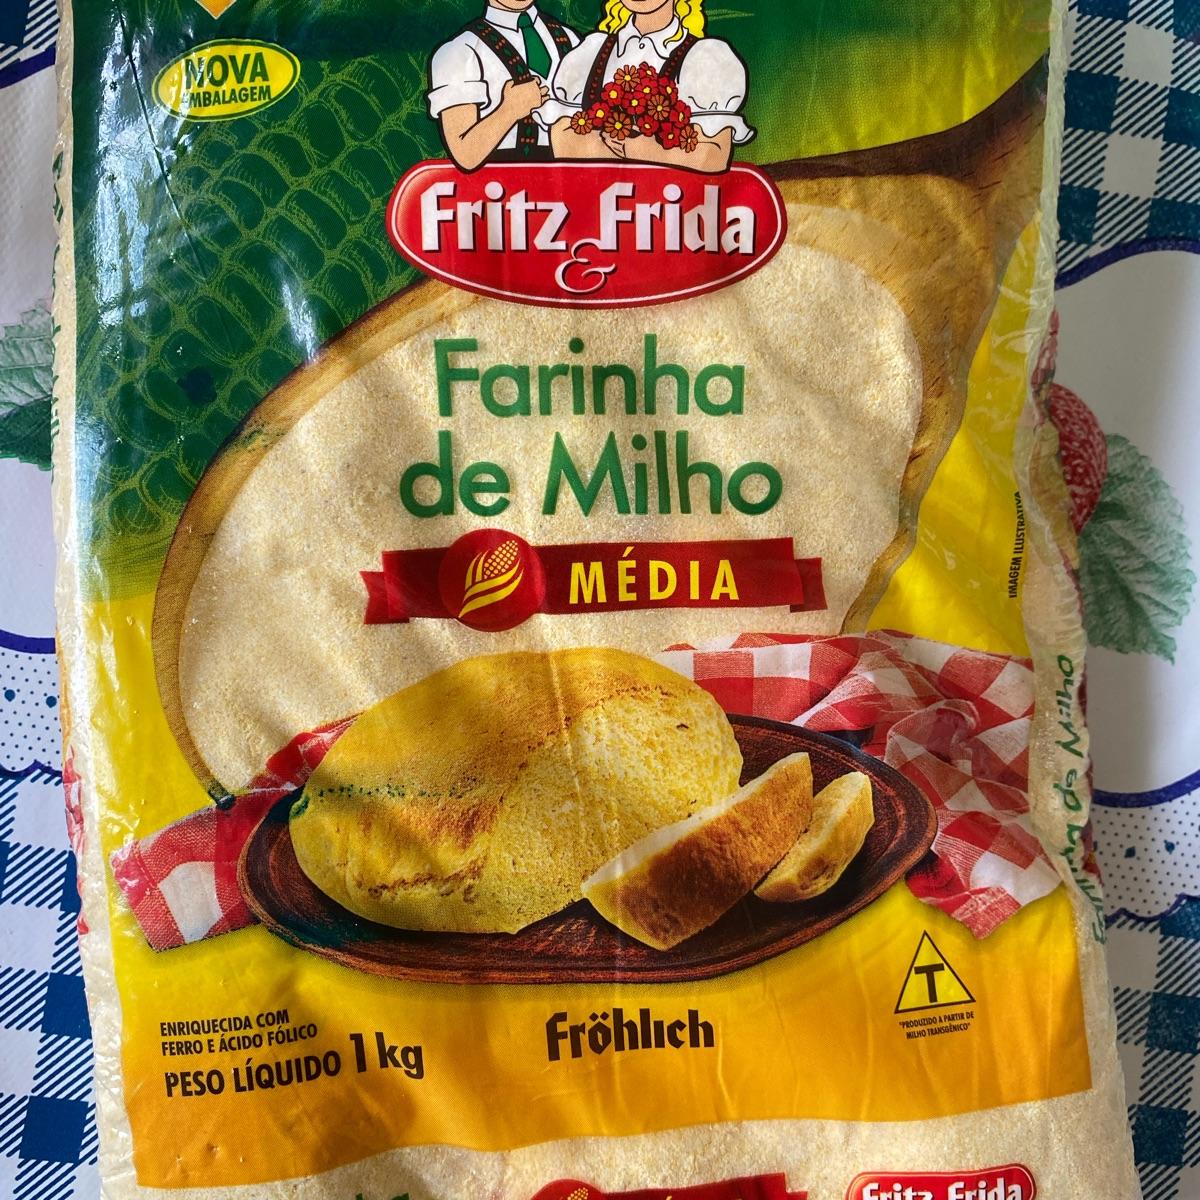 NOVA
EMBALAGEM
Fritz & Frida
Farinha
de Milho
MÉDIA
IMAGEM ILUSTRATIVA
Farinha de Milho
ENRIQUECIDA COM
FERRO E ÁCIDO FÓLICO
PESO LÍQUIDO 1 kg
Fröhlich
T
"PRODUZIDO A PARTIR DE
MILHO TRANSGÊNICO"
Fritz Frida